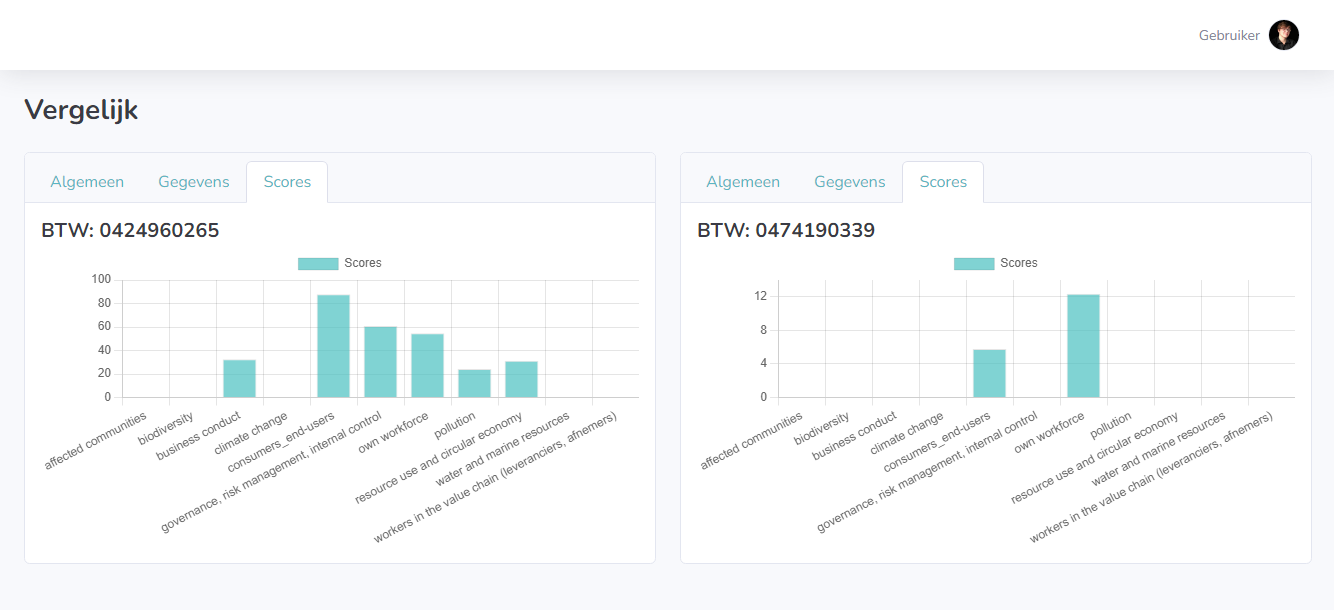 Gebruiker
Vergelijk
Algemeen Gegevens Scores
BTW: 0424960265
Scores
100
80
60
40
20
0
affected communities
biodiversity
business conduct
climate change
consumers_end-users
governance, risk management, internal control
own workforce
pollution
resource use and circular economy
water and marine resources
workers in the value chain (leveranciers, afnemers)
Algemeen Gegevens Scores
BTW: 0474190339
Scores
12
8
4
0
affected communities
biodiversity
business conduct
climate change
consumers_end-users
governance, risk management, internal control
own workforce
pollution
resource use and circular economy
water and marine resources
workers in the value chain (leveranciers, afnemers)